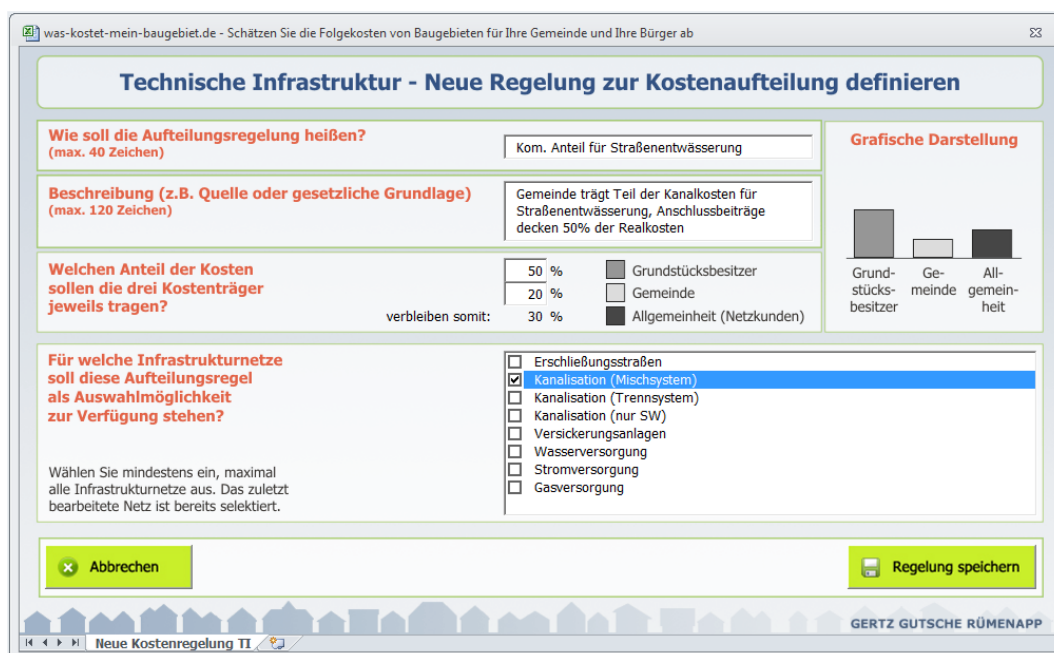 was-kostet-mein-baugebiet.de - Schätzen Sie die Folgekosten von Baugebieten für Ihre Gemeinde und Ihre Bürger ab
Technische Infrastruktur - Neue Regelung zur Kostenaufteilung definieren
Wie soll die Aufteilungsregelung heißen?
(max. 40 Zeichen)
Kom. Anteil für Straßenentwässerung
Beschreibung (z.B. Quelle oder gesetzliche Grundlage)
(max. 120 Zeichen)
Gemeinde trägt Teil der Kanalkosten für
Straßenentwässerung, Anschlussbeiträge
decken 50% der Realkosten
Welchen Anteil der Kosten
sollen die drei Kostenträger
jeweils tragen?
50 % Grundstücksbesitzer
20 % Gemeinde
verbleiben somit: 30 % Allgemeinheit (Netzkunden)
Grafische Darstellung
Grund-
stücks-
besitzer
Ge-
meinde
All-
gemein-
heit
Für welche Infrastrukturnetze
soll diese Aufteilungsregel
als Auswahlmöglichkeit
zur Verfügung stehen?
Wählen Sie mindestens ein, maximal
alle Infrastrukturnetze aus. Das zuletzt
bearbeitete Netz ist bereits selektiert.
Erschließungsstraßen
Kanalisation (Mischsystem)
Kanalisation (Trennsystem)
Kanalisation (nur SW)
Versickerungsanlagen
Wasserversorgung
Stromversorgung
Gasversorgung
Abbrechen
Regelung speichern
GERTZ GUTSCHE RÜMENAPP
Neue Kostenregelung TI